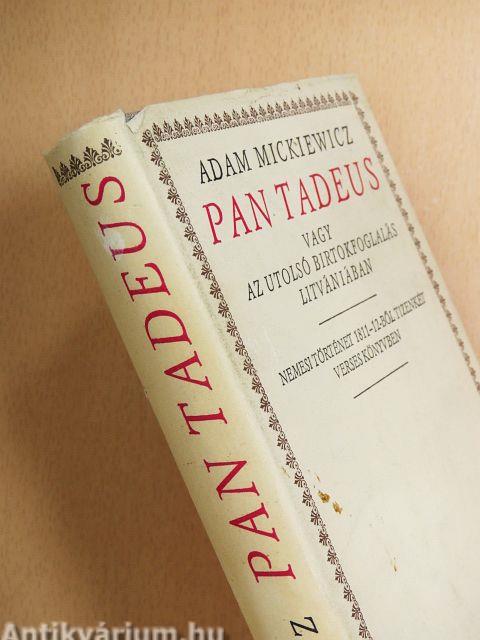 ADAM MICKIEWICZ
PAN TADEUS
VAGY
AZ UTOLSÓ BIRTOKFOGLALÁS
LITVÁNIÁBAN
NEMESI TÖRTÉNET 1811-12-BŐL TIZENKÉT
VERSES KÖNYVBEN
PAN TADEUS
Z
Antikvárium.hu